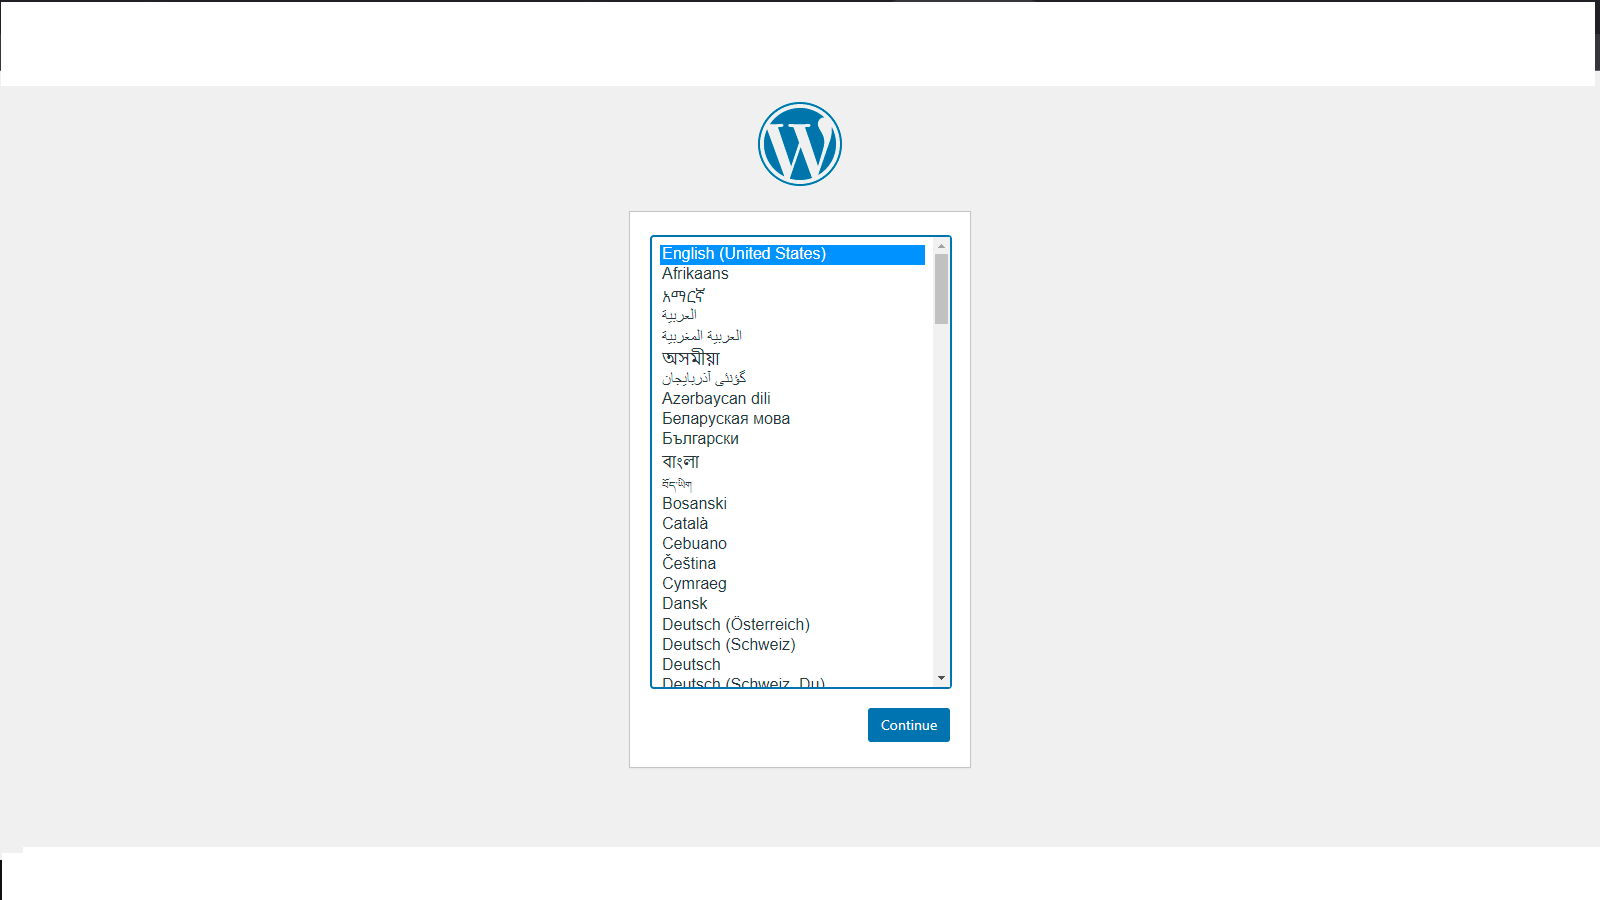 English (United States)
Afrikaans
አማርኛ
العربية
العربية المغربية
অসমীয়া
گؤنئی آذربایجان
Azərbaycan dili
Беларуская мова
Български
বাংলা
བོད་ཡིག
Bosanski
Català
Cebuano
Čeština
Cymraeg
Dansk
Deutsch (Österreich)
Deutsch (Schweiz)
Deutsch
Deutsch (Schweiz, Du)
Continue